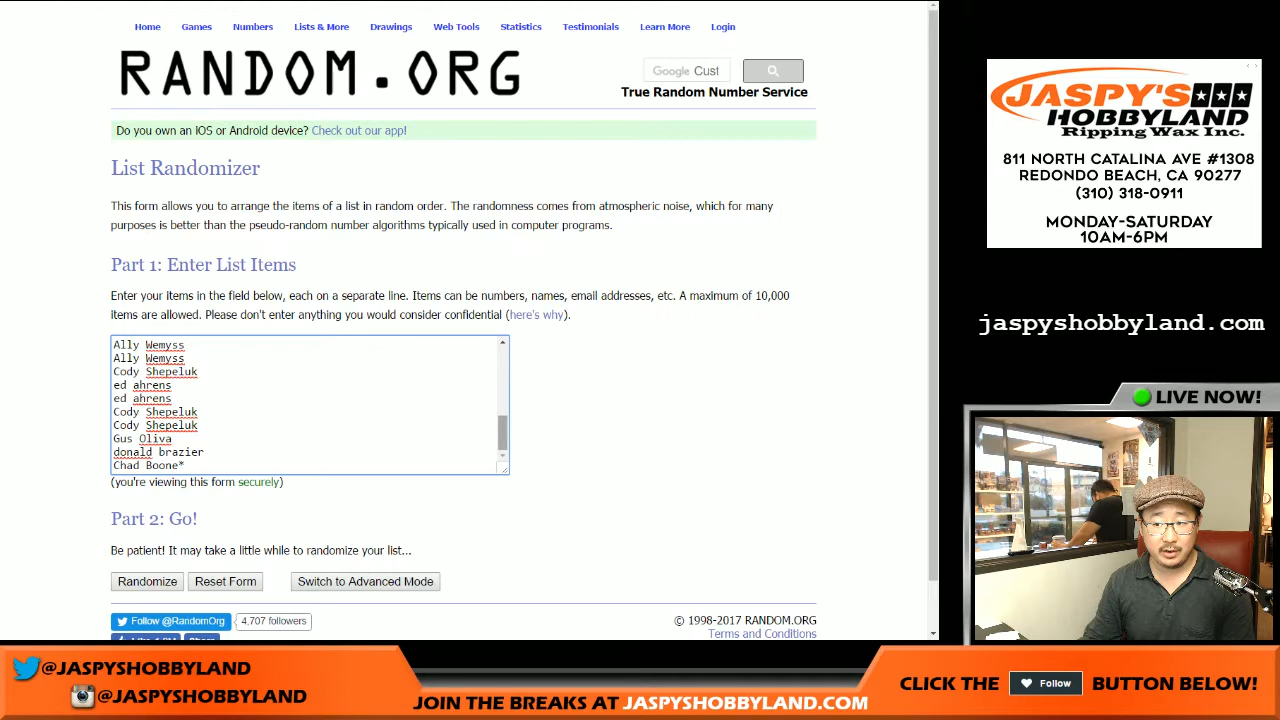 Home Games Numbers Lists & More Drawings Web Tools Statistics Testimonials Learn More Login
RANDOM.ORG
Google Cust
True Random Number Service
Do you own an iOS or Android device? Check out our app!
List Randomizer
This form allows you to arrange the items of a list in random order. The randomness comes from atmospheric noise, which for many
purposes is better than the pseudo-random number algorithms typically used in computer programs.
Part 1: Enter List Items
Enter your items in the field below, each on a separate line. Items can be numbers, names, email addresses, etc. A maximum of 10,000
items are allowed. Please don't enter anything you would consider confidential (here's why).
Ally Wemyss
Ally Wemyss
Cody Shepeluk
ed ahrens
ed ahrens
Cody Shepeluk
Cody Shepeluk
Gus Oliva
donald brazier
Chad Boone*
(you're viewing this form securely)
Part 2: Go!
Be patient! It may take a little while to randomize your list...
Randomize Reset Form Switch to Advanced Mode
Follow @RandomOrg 4,707 followers
© 1998-2017 RANDOM.ORG
Terms and Conditions
JASPY'S
HOBBYLAND
Ripping Wax Inc.
811 NORTH CATALINA AVE #1308
REDONDO BEACH, CA 90277
(310) 318-0911
MONDAY-SATURDAY
10AM-6PM
jaspyshobbyland.com
LIVE NOW!
@JASPYSHOBBYLAND
@JASPYSHOBBYLAND
JOIN THE BREAKS AT JASPYSHOBBYLAND.COM
CLICK THE Follow BUTTON BELOW!